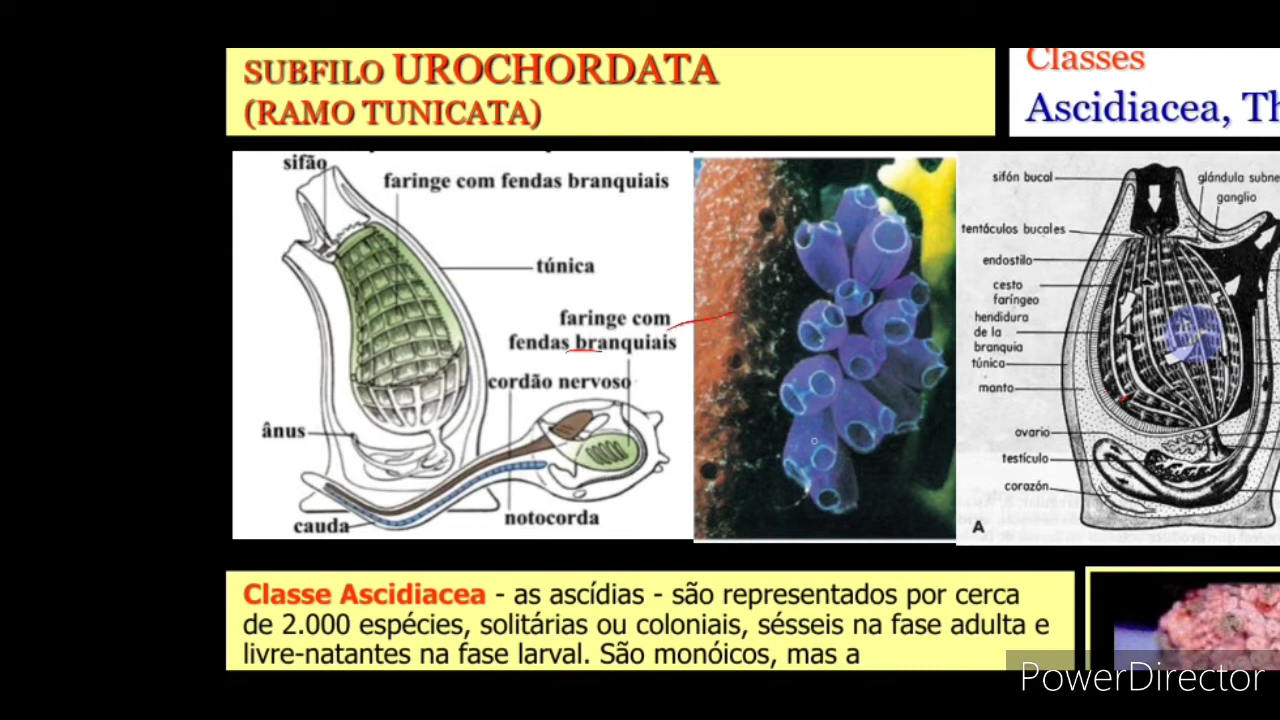 SUBFILO UROCHORDATA
(RAMO TUNICATA)
Classes
Ascidiacea, Th
sifão
faringe com fendas branquiais
túnica
faringe com
fendas branquiais
cordão nervoso
ânus
cauda
notocorda
sifón bucal
glándula subne
ganglio
tentáculos bucales
endostilo
cesto
faríngeo
hendidura
de la
branquia
túnica
manto
ovario
testículo
corazón
A
Classe Ascidiacea - as ascídias - são representados por cerca
de 2.000 espécies, solitárias ou coloniais, sésseis na fase adulta e
livre-natantes na fase larval. São monóicos, mas a
PowerDirector